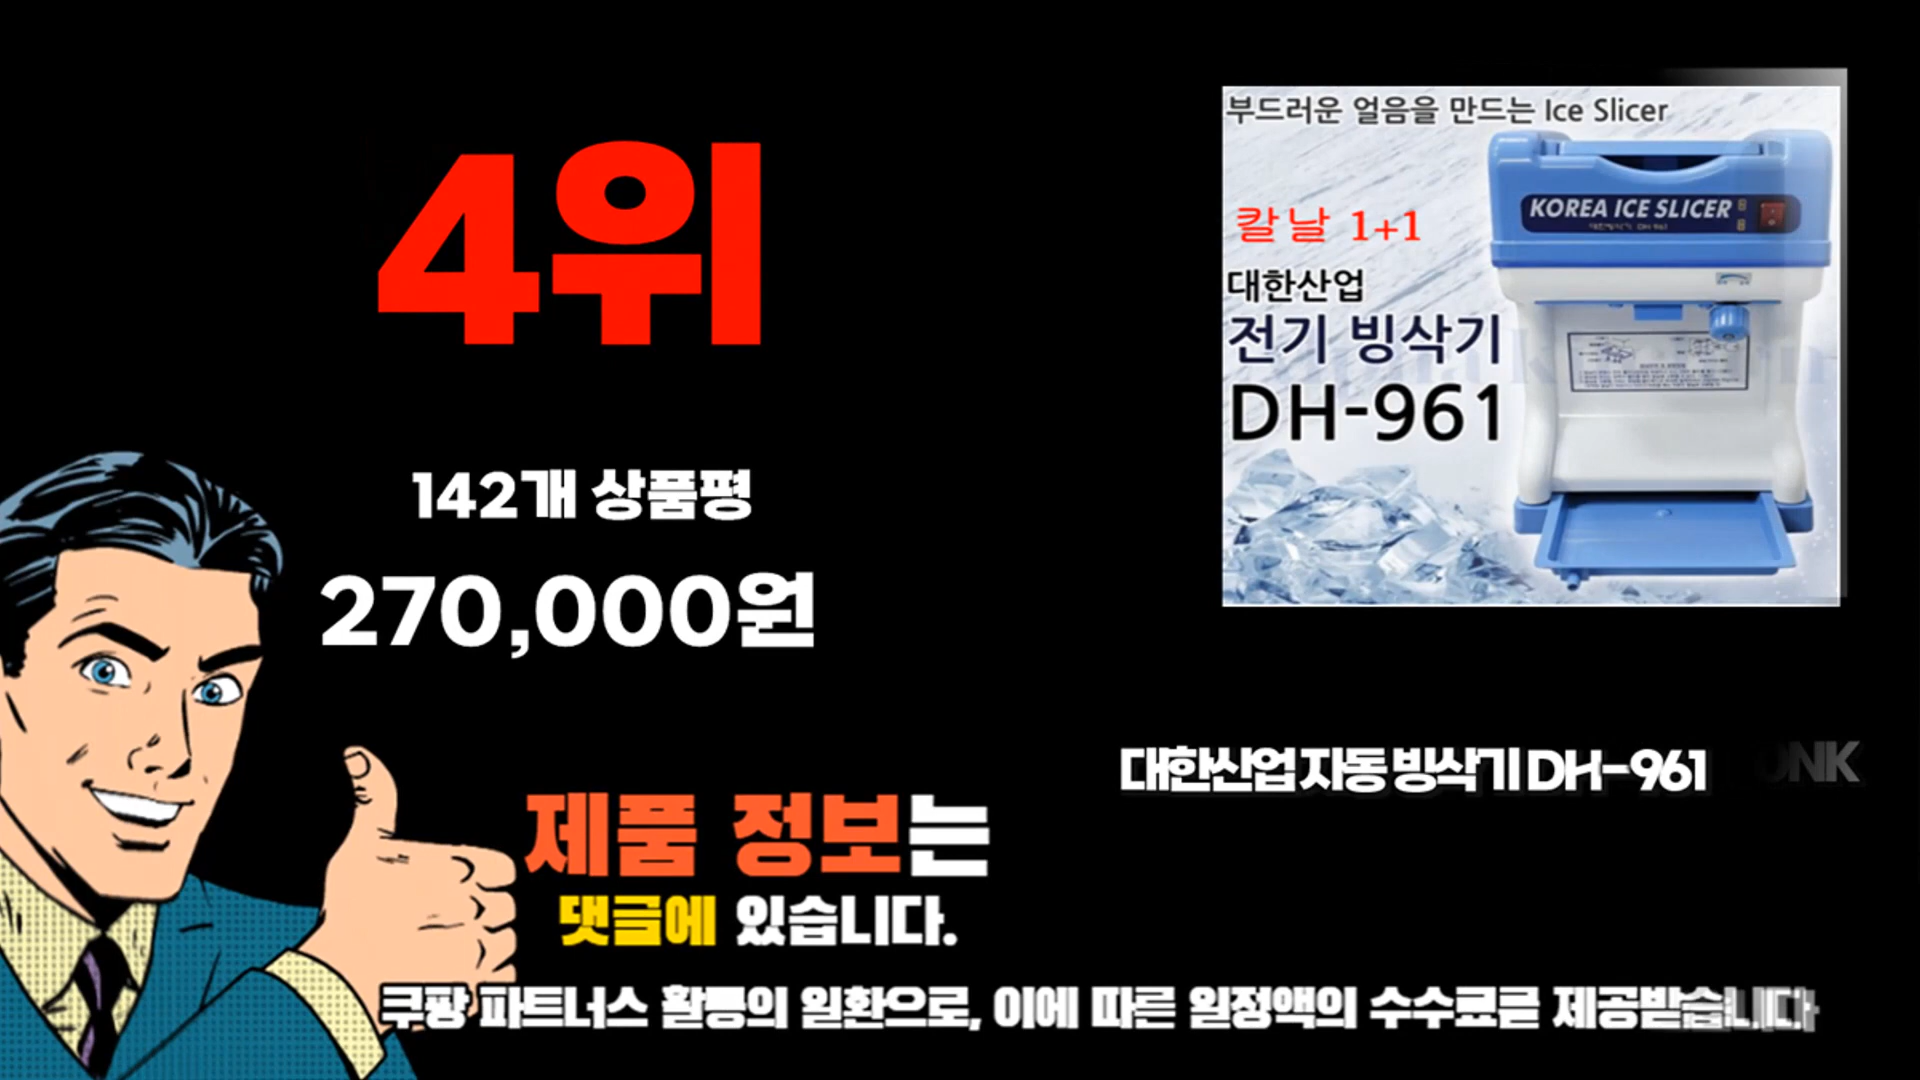 4위
142개 상품평
270,000원
부드러운 얼음을 만드는 Ice Slicer
칼날 1+1
대한산업
전기 빙삭기
DH-961
KOREA ICE SLICER
대한산업 자동 빙삭기 DH-961
제품 정보는
댓글에 있습니다.
쿠팡 파트너스 활동의 일환으로, 이에 따른 일정액의 수수료를 제공받습니다